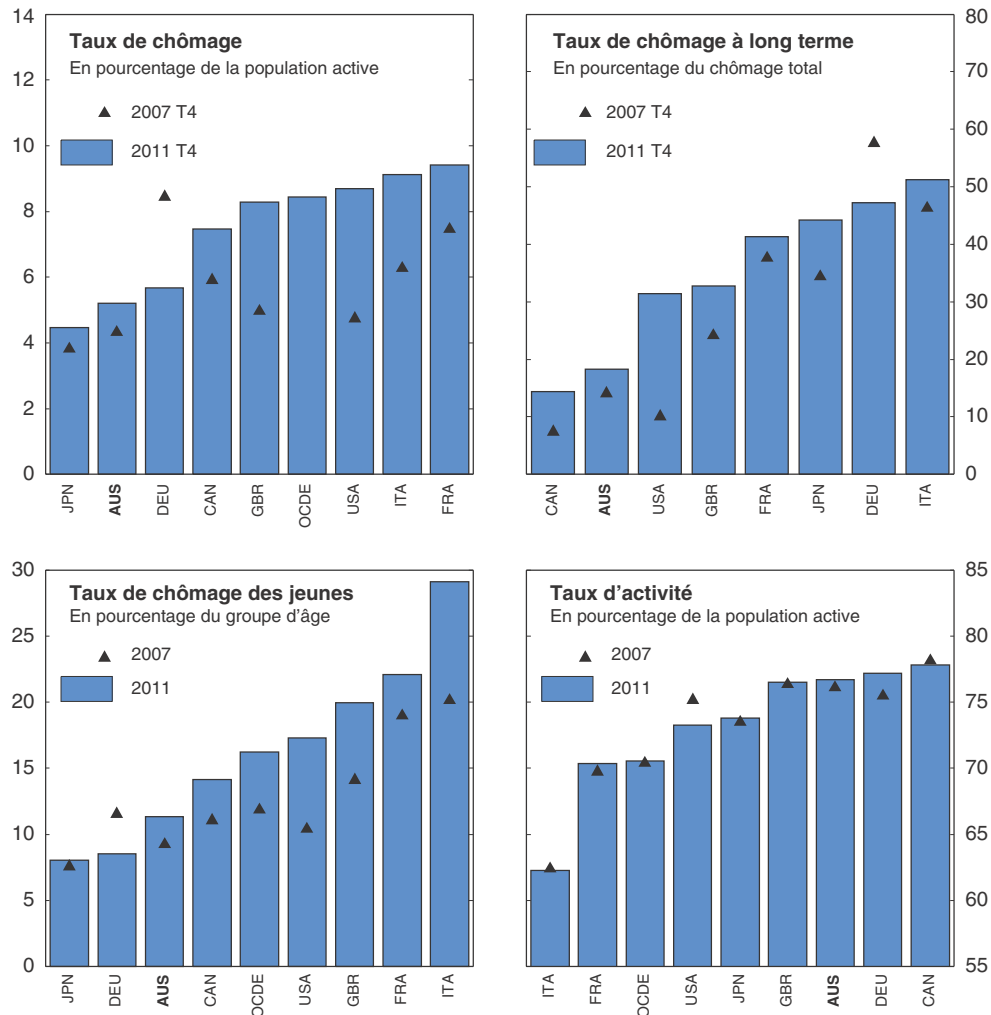 Taux de chômage
En pourcentage de la population active
2007 T4
2011 T4
14
12
10
8
6
4
2
0
JPN
AUS
DEU
CAN
GBR
OCDE
USA
ITA
FRA
Taux de chômage à long terme
En pourcentage du chômage total
2007 T4
2011 T4
80
70
60
50
40
30
20
10
0
CAN
AUS
USA
GBR
FRA
JPN
DEU
ITA
Taux de chômage des jeunes
En pourcentage du groupe d'âge
2007
2011
30
25
20
15
10
5
0
JPN
DEU
AUS
CAN
OCDE
USA
GBR
FRA
ITA
Taux d'activité
En pourcentage de la population active
2007
2011
85
80
75
70
65
60
55
ITA
FRA
OCDE
USA
JPN
GBR
AUS
DEU
CAN